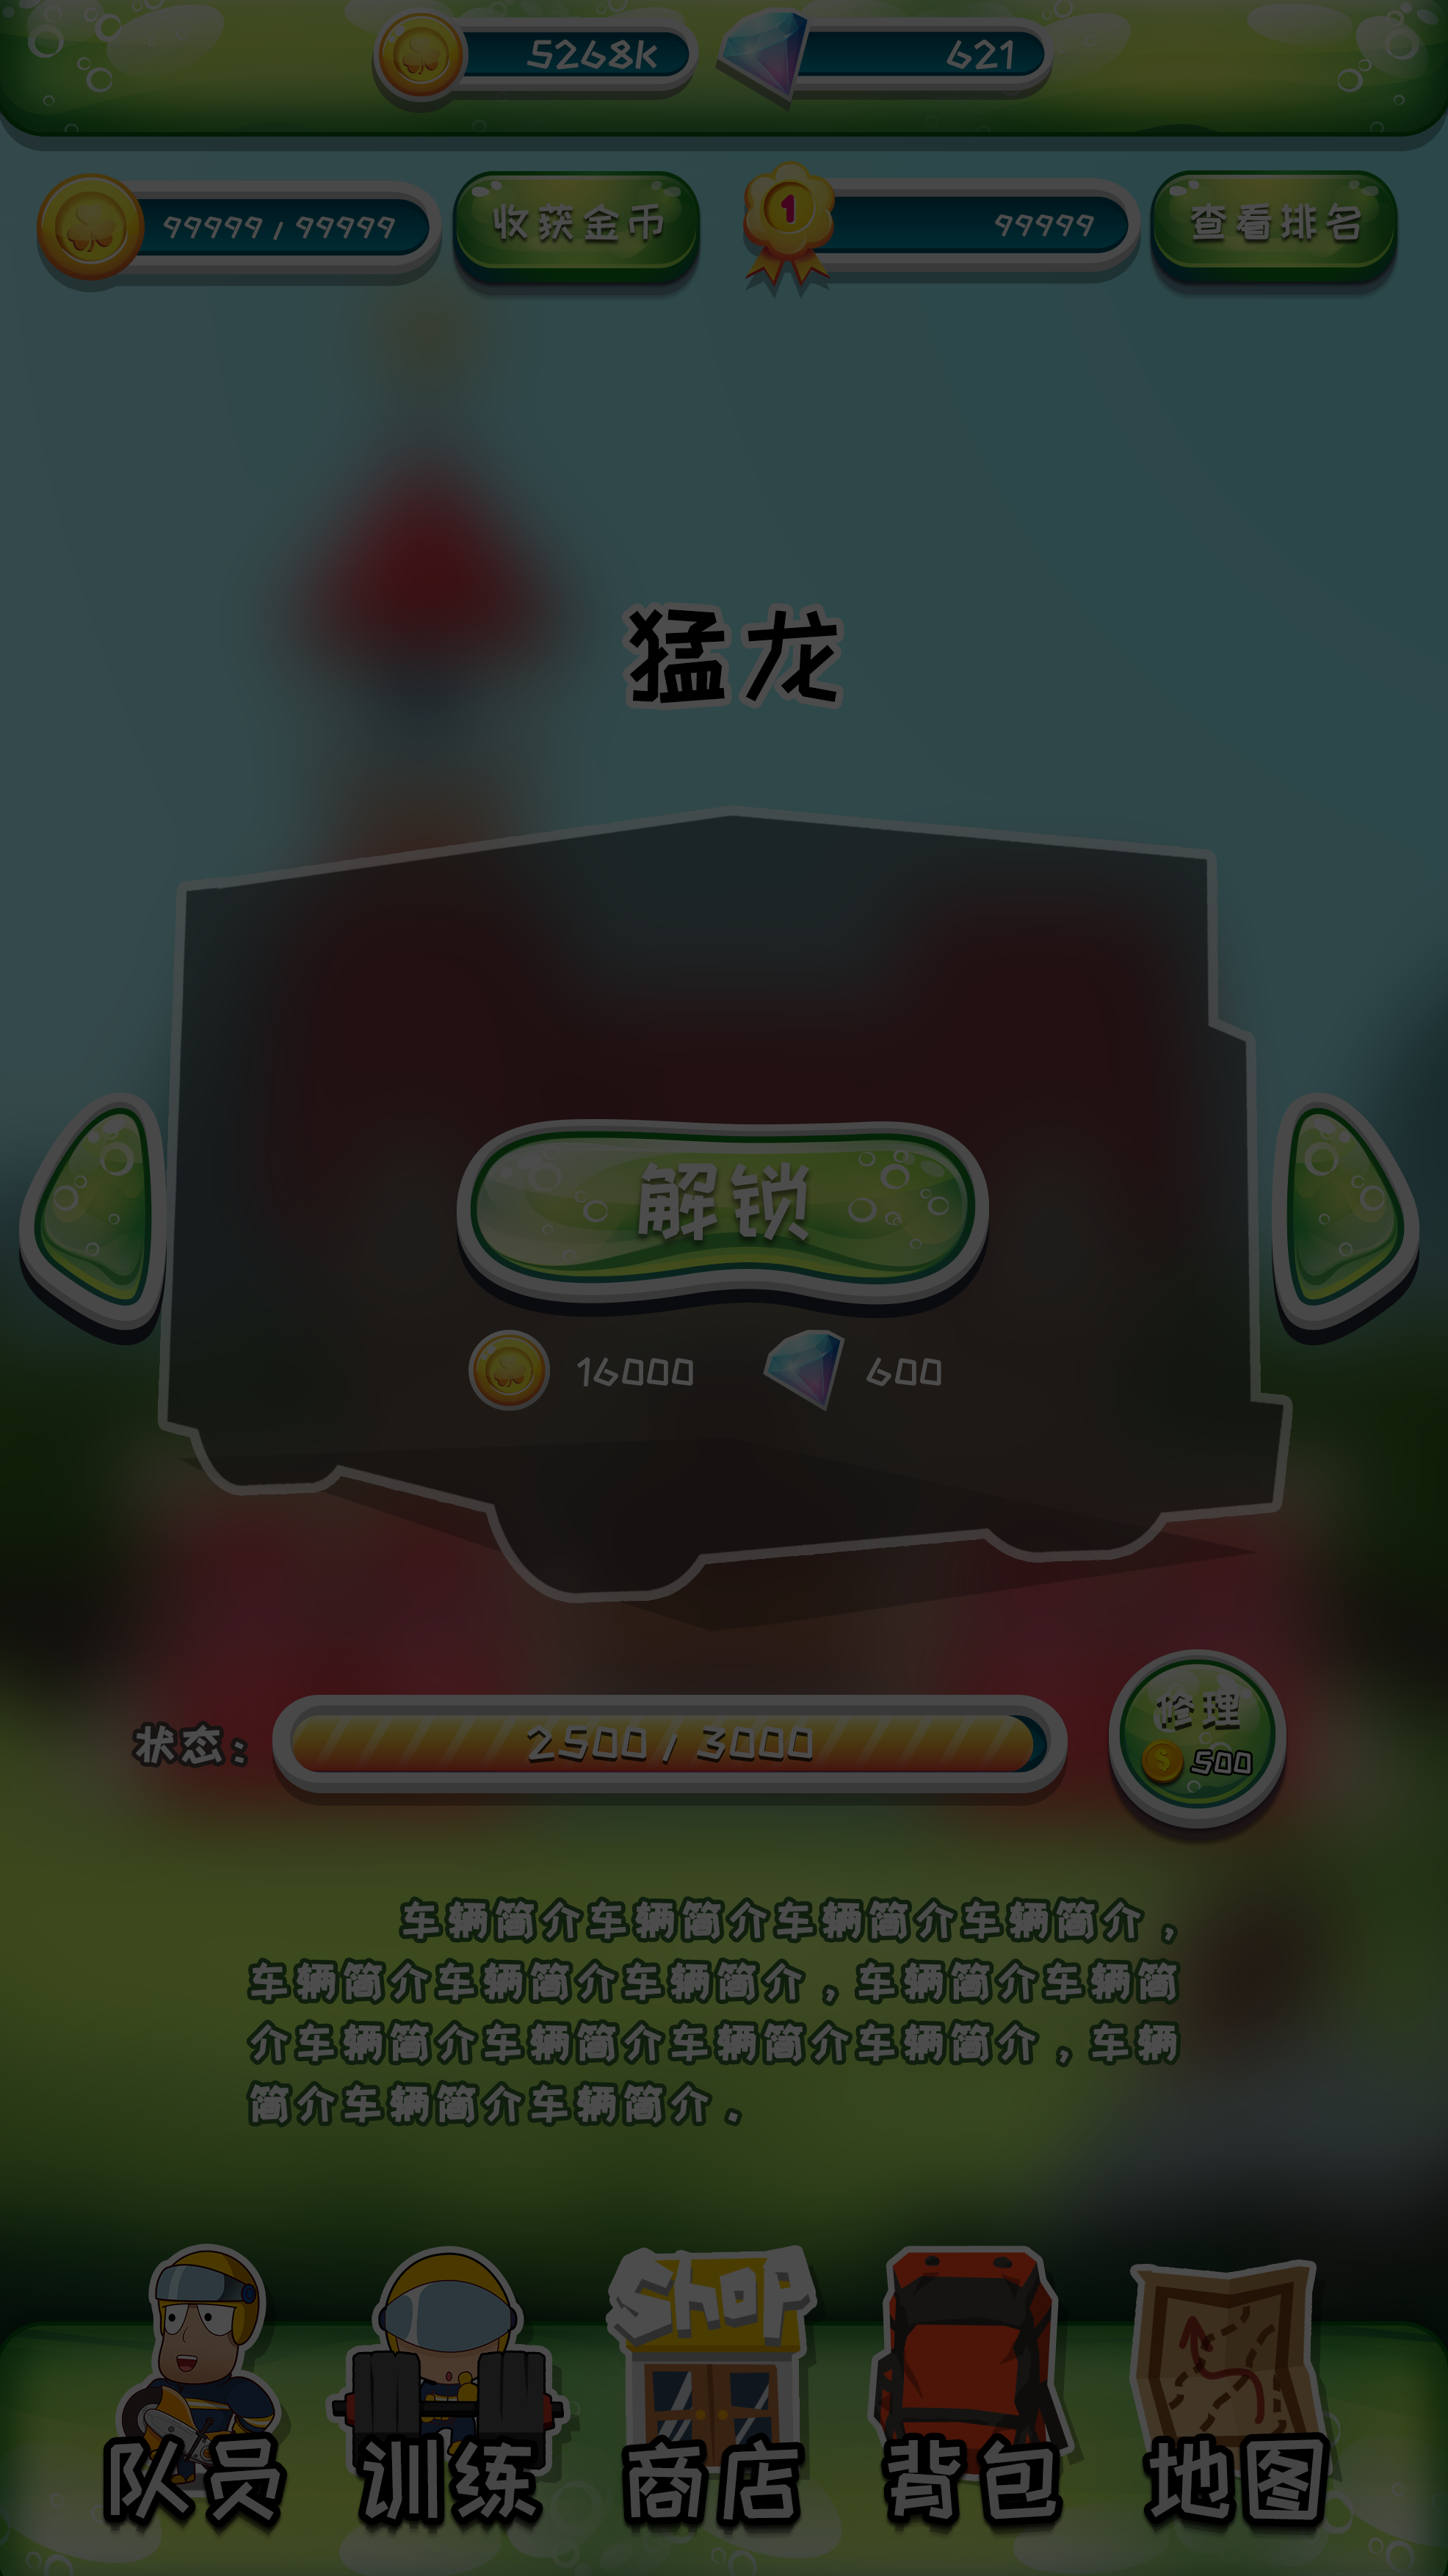 5268K 621
99999 / 99999 收获金币 1 99999 查看排名
猛龙
解锁
16000 600
状态： 2500 / 3000 修理
$ 500
车辆简介车辆简介车辆简介车辆简介，
车辆简介车辆简介车辆简介，车辆简介车辆简
介车辆简介车辆简介车辆简介车辆简介，车辆
简介车辆简介车辆简介.
Shop
队员 训练 商店 背包 地图